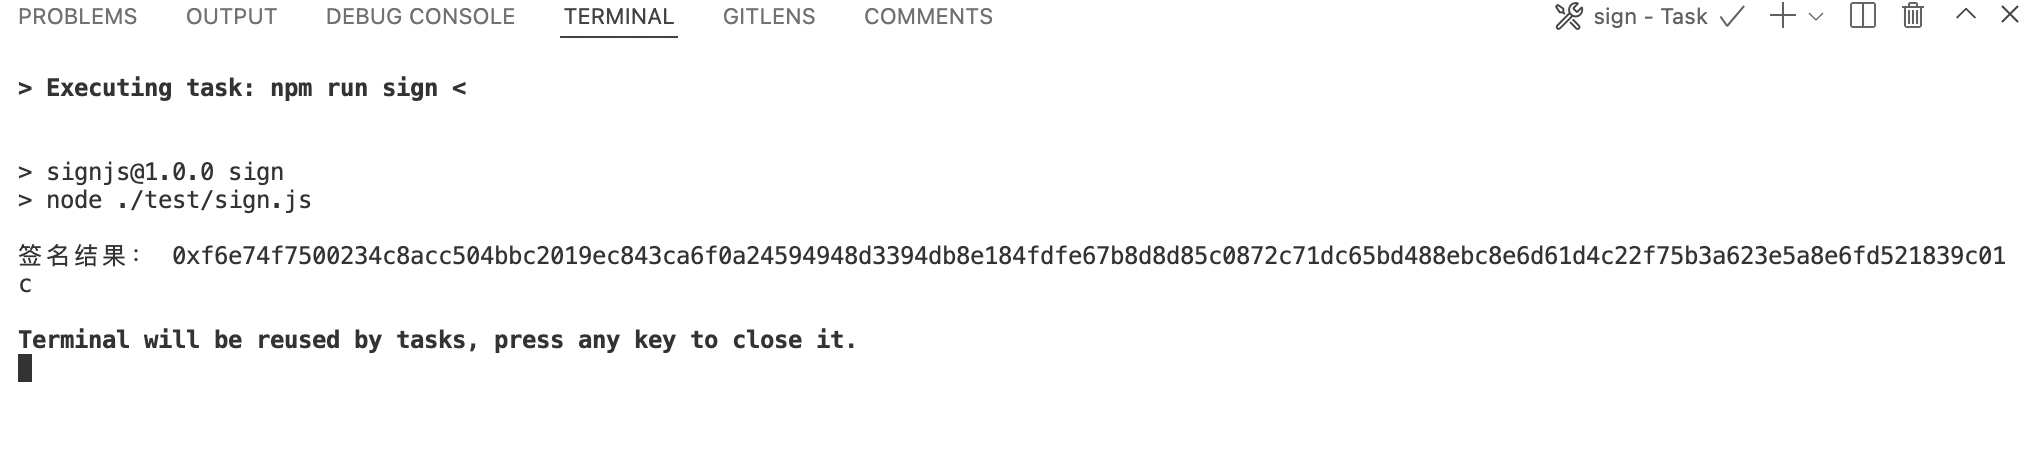 PROBLEMS OUTPUT DEBUG CONSOLE TERMINAL GITLENS COMMENTS sign - Task
> Executing task: npm run sign <
> signjs@1.0.0 sign
> node ./test/sign.js
签名结果： 0xf6e74f7500234c8acc504bbc2019ec843ca6f0a24594948d3394db8e184fdfe67b8d8d85c0872c71dc65bd488ebc8e6d61d4c22f75b3a623e5a8e6fd521839c01
c
Terminal will be reused by tasks, press any key to close it.